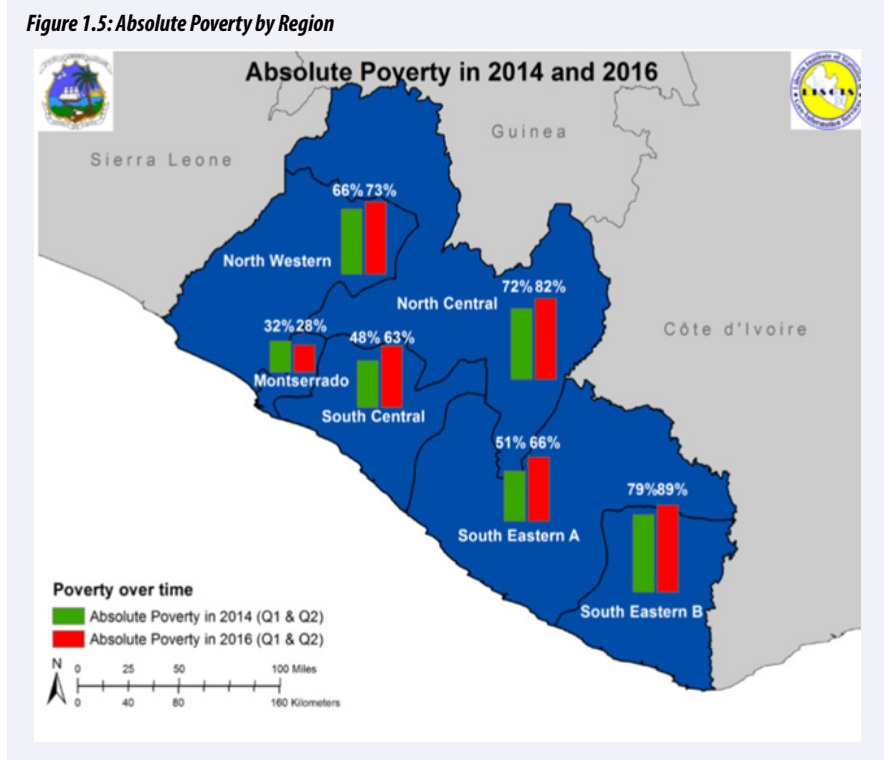 Figure 1.5: Absolute Poverty by Region
Absolute Poverty in 2014 and 2016
Guinea
Sierra Leone
66% 73%
North Western
72% 82%
North Central
Côte d'Ivoire
32% 28%
48% 63%
Montserrado
South Central
51% 66%
South Eastern A
79% 89%
South Eastern B
Poverty over time
Absolute Poverty in 2014 (Q1 & Q2)
Absolute Poverty in 2016 (Q1 & Q2)
N
0 25 50 100 Miles
0 40 80 160 Kilometers